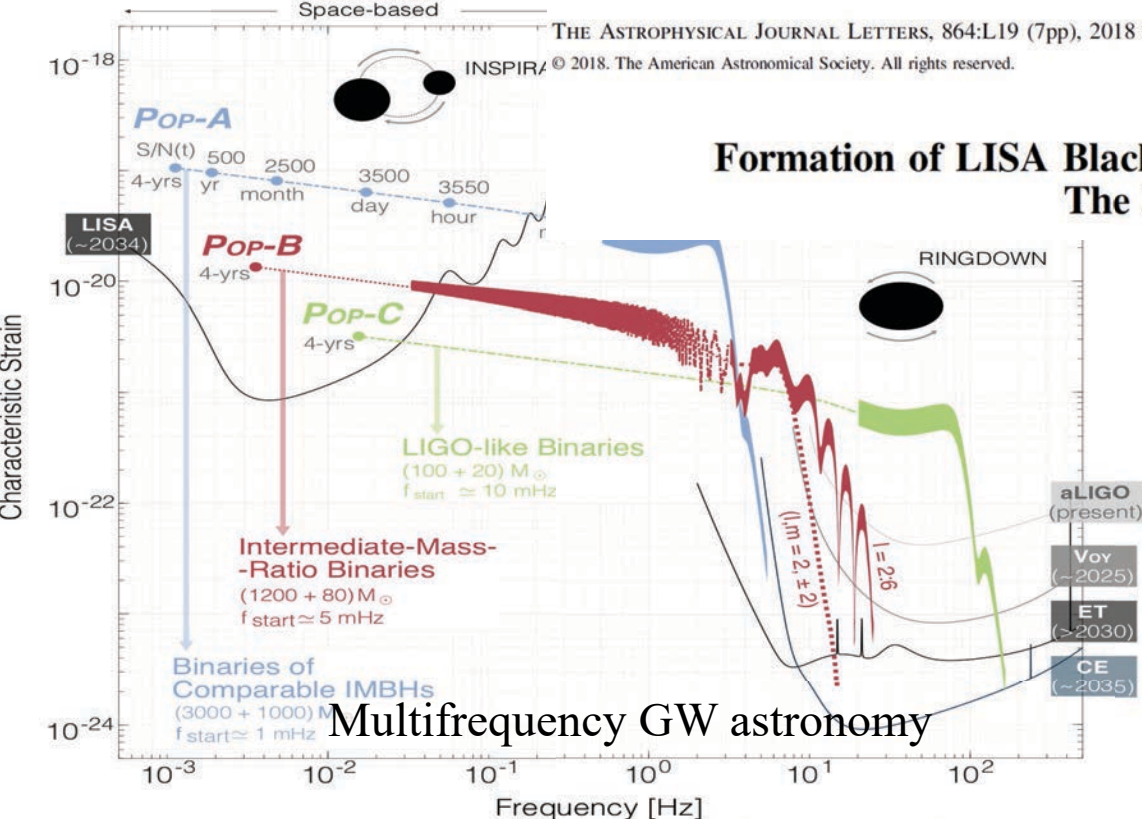 Space-based
THE ASTROPHYSICAL JOURNAL LETTERS, 864:L19 (7pp), 2018
© 2018. The American Astronomical Society. All rights reserved.
Formation of LISA Blac
The
10^-18
INSPIRA
POP-A
S/N(t)
500
2500
3500
3550
4-yrs
yr
month
day
hour
LISA
(~2034)
POP-B
4-yrs
RINGDOWN
10^-20
POP-C
4-yrs
Characteristic Strain
LIGO-like Binaries
(100 + 20) M⊙
f start ≃ 10 mHz
10^-22
aLIGO
(present)
(l,m = 2, ±2)
l = 2:6
Intermediate-Mass-
-Ratio Binaries
(1200 + 80) M⊙
f start ≃ 5 mHz
VOY
(~2025)
ET
(>2030)
CE
(~2035)
Binaries of
Comparable IMBHs
(3000 + 1000) M
f start ≃ 1 mHz
Multifrequency GW astronomy
10^-24
10^-3
10^-2
10^-1
10^0
10^1
10^2
Frequency [Hz]